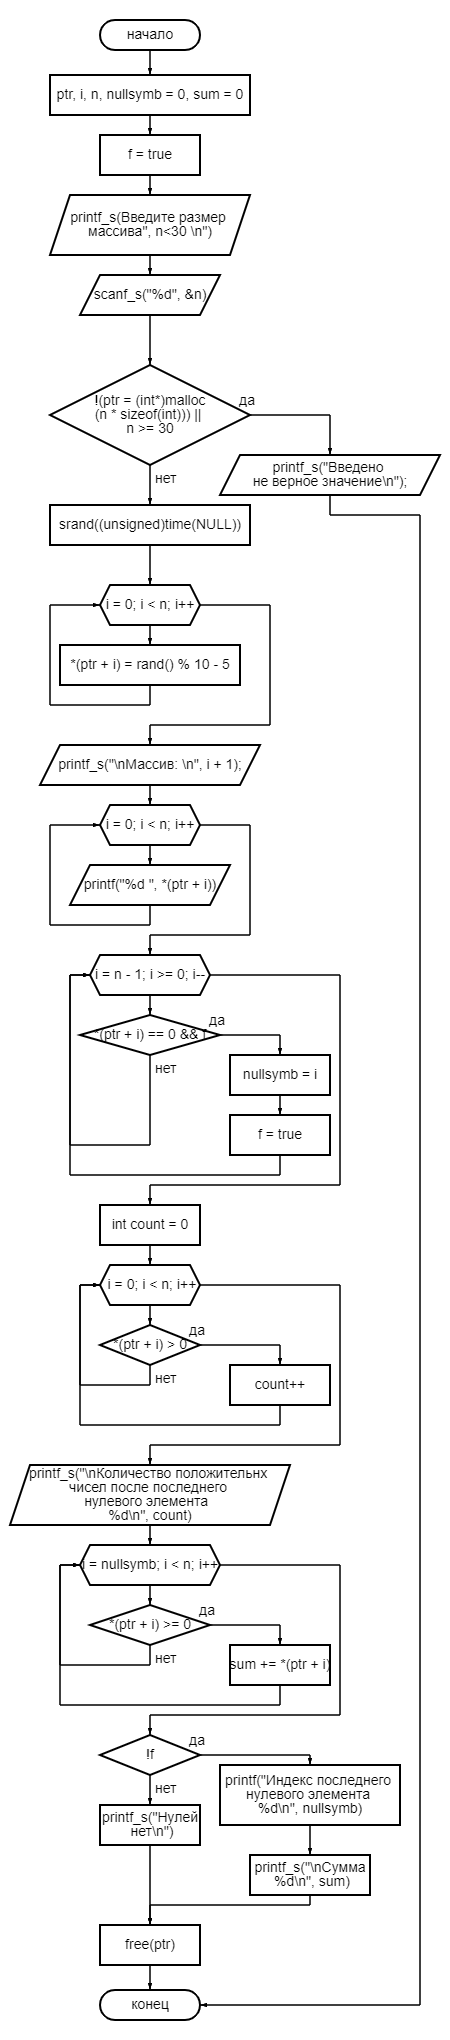 начало
ptr, i, n, nullsymb = 0, sum = 0
f = true
printf_s(Введите размер
массива", n<30 \n")
scanf_s("%d", &n)
!(ptr = (int*)malloc
(n * sizeof(int))) ||
n >= 30
да
нет
printf_s("Введено
не верное значение\n");
srand((unsigned)time(NULL))
i = 0; i < n; i++
*(ptr + i) = rand() % 10 - 5
printf_s("\nМассив: \n", i + 1);
i = 0; i < n; i++
printf("%d ", *(ptr + i))
i = n - 1; i >= 0; i--
*(ptr + i) == 0 && f
да
нет
nullsymb = i
f = true
int count = 0
i = 0; i < n; i++
*(ptr + i) > 0
да
нет
count++
printf_s("\nКоличество положительнх
чисел после последнего
нулевого элемента
%d\n", count)
i = nullsymb; i < n; i++
*(ptr + i) >= 0
да
нет
sum += *(ptr + i)
!f
да
нет
printf("Индекс последнего
нулевого элемента
%d\n", nullsymb)
printf_s("Нулей
нет\n")
printf_s("\nСумма
%d\n", sum)
free(ptr)
конец